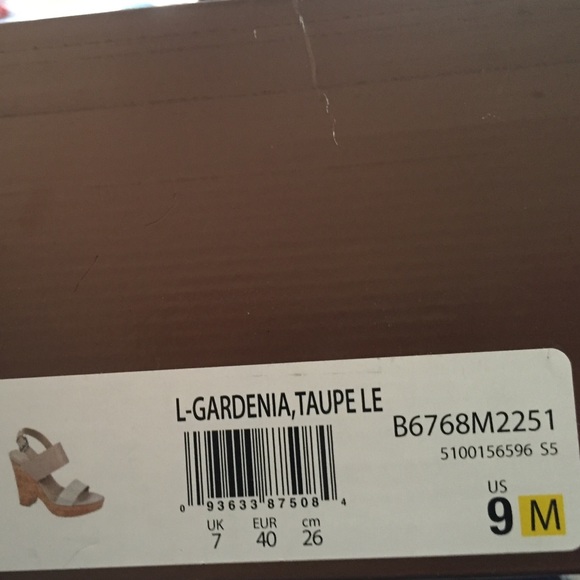 L-GARDENIA,TAUPE LE
B6768M2251
5100156596 S5
0 93633 87508 4
UK EUR cm
7 40 26
US
9 M